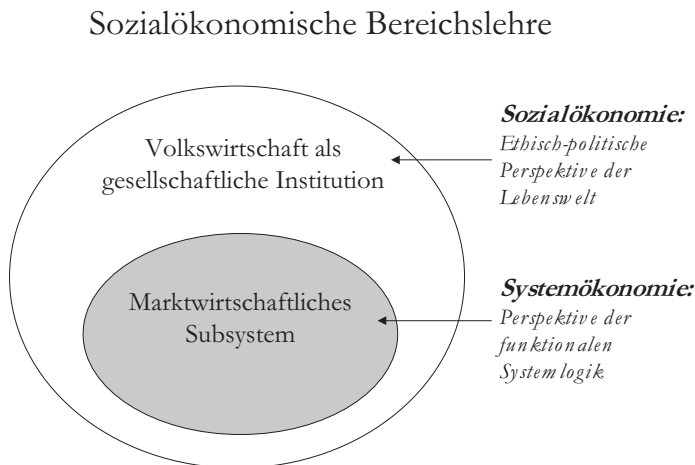 Sozialökonomische Bereichslehre
Volkswirtschaft als
gesellschaftliche Institution
Sozialökonomie:
Ethisch-politische
Perspektive der
Lebenswelt
Marktwirtschaftliches
Subsystem
Systemökonomie:
Perspektive der
funktionalen
Systemlogik